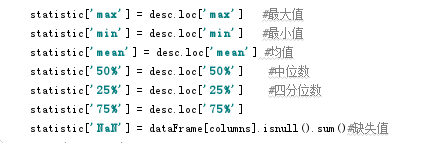 statistic['max'] = desc.loc['max'] #最大值
statistic['min'] = desc.loc['min'] #最小值
statistic['mean'] = desc.loc['mean'] #均值
statistic['50%'] = desc.loc['50%'] #中位数
statistic['25%'] = desc.loc['25%'] #四分位数
statistic['75%'] = desc.loc['75%']
statistic['NaN'] = dataFrame[columns].isnull().sum()#缺失值